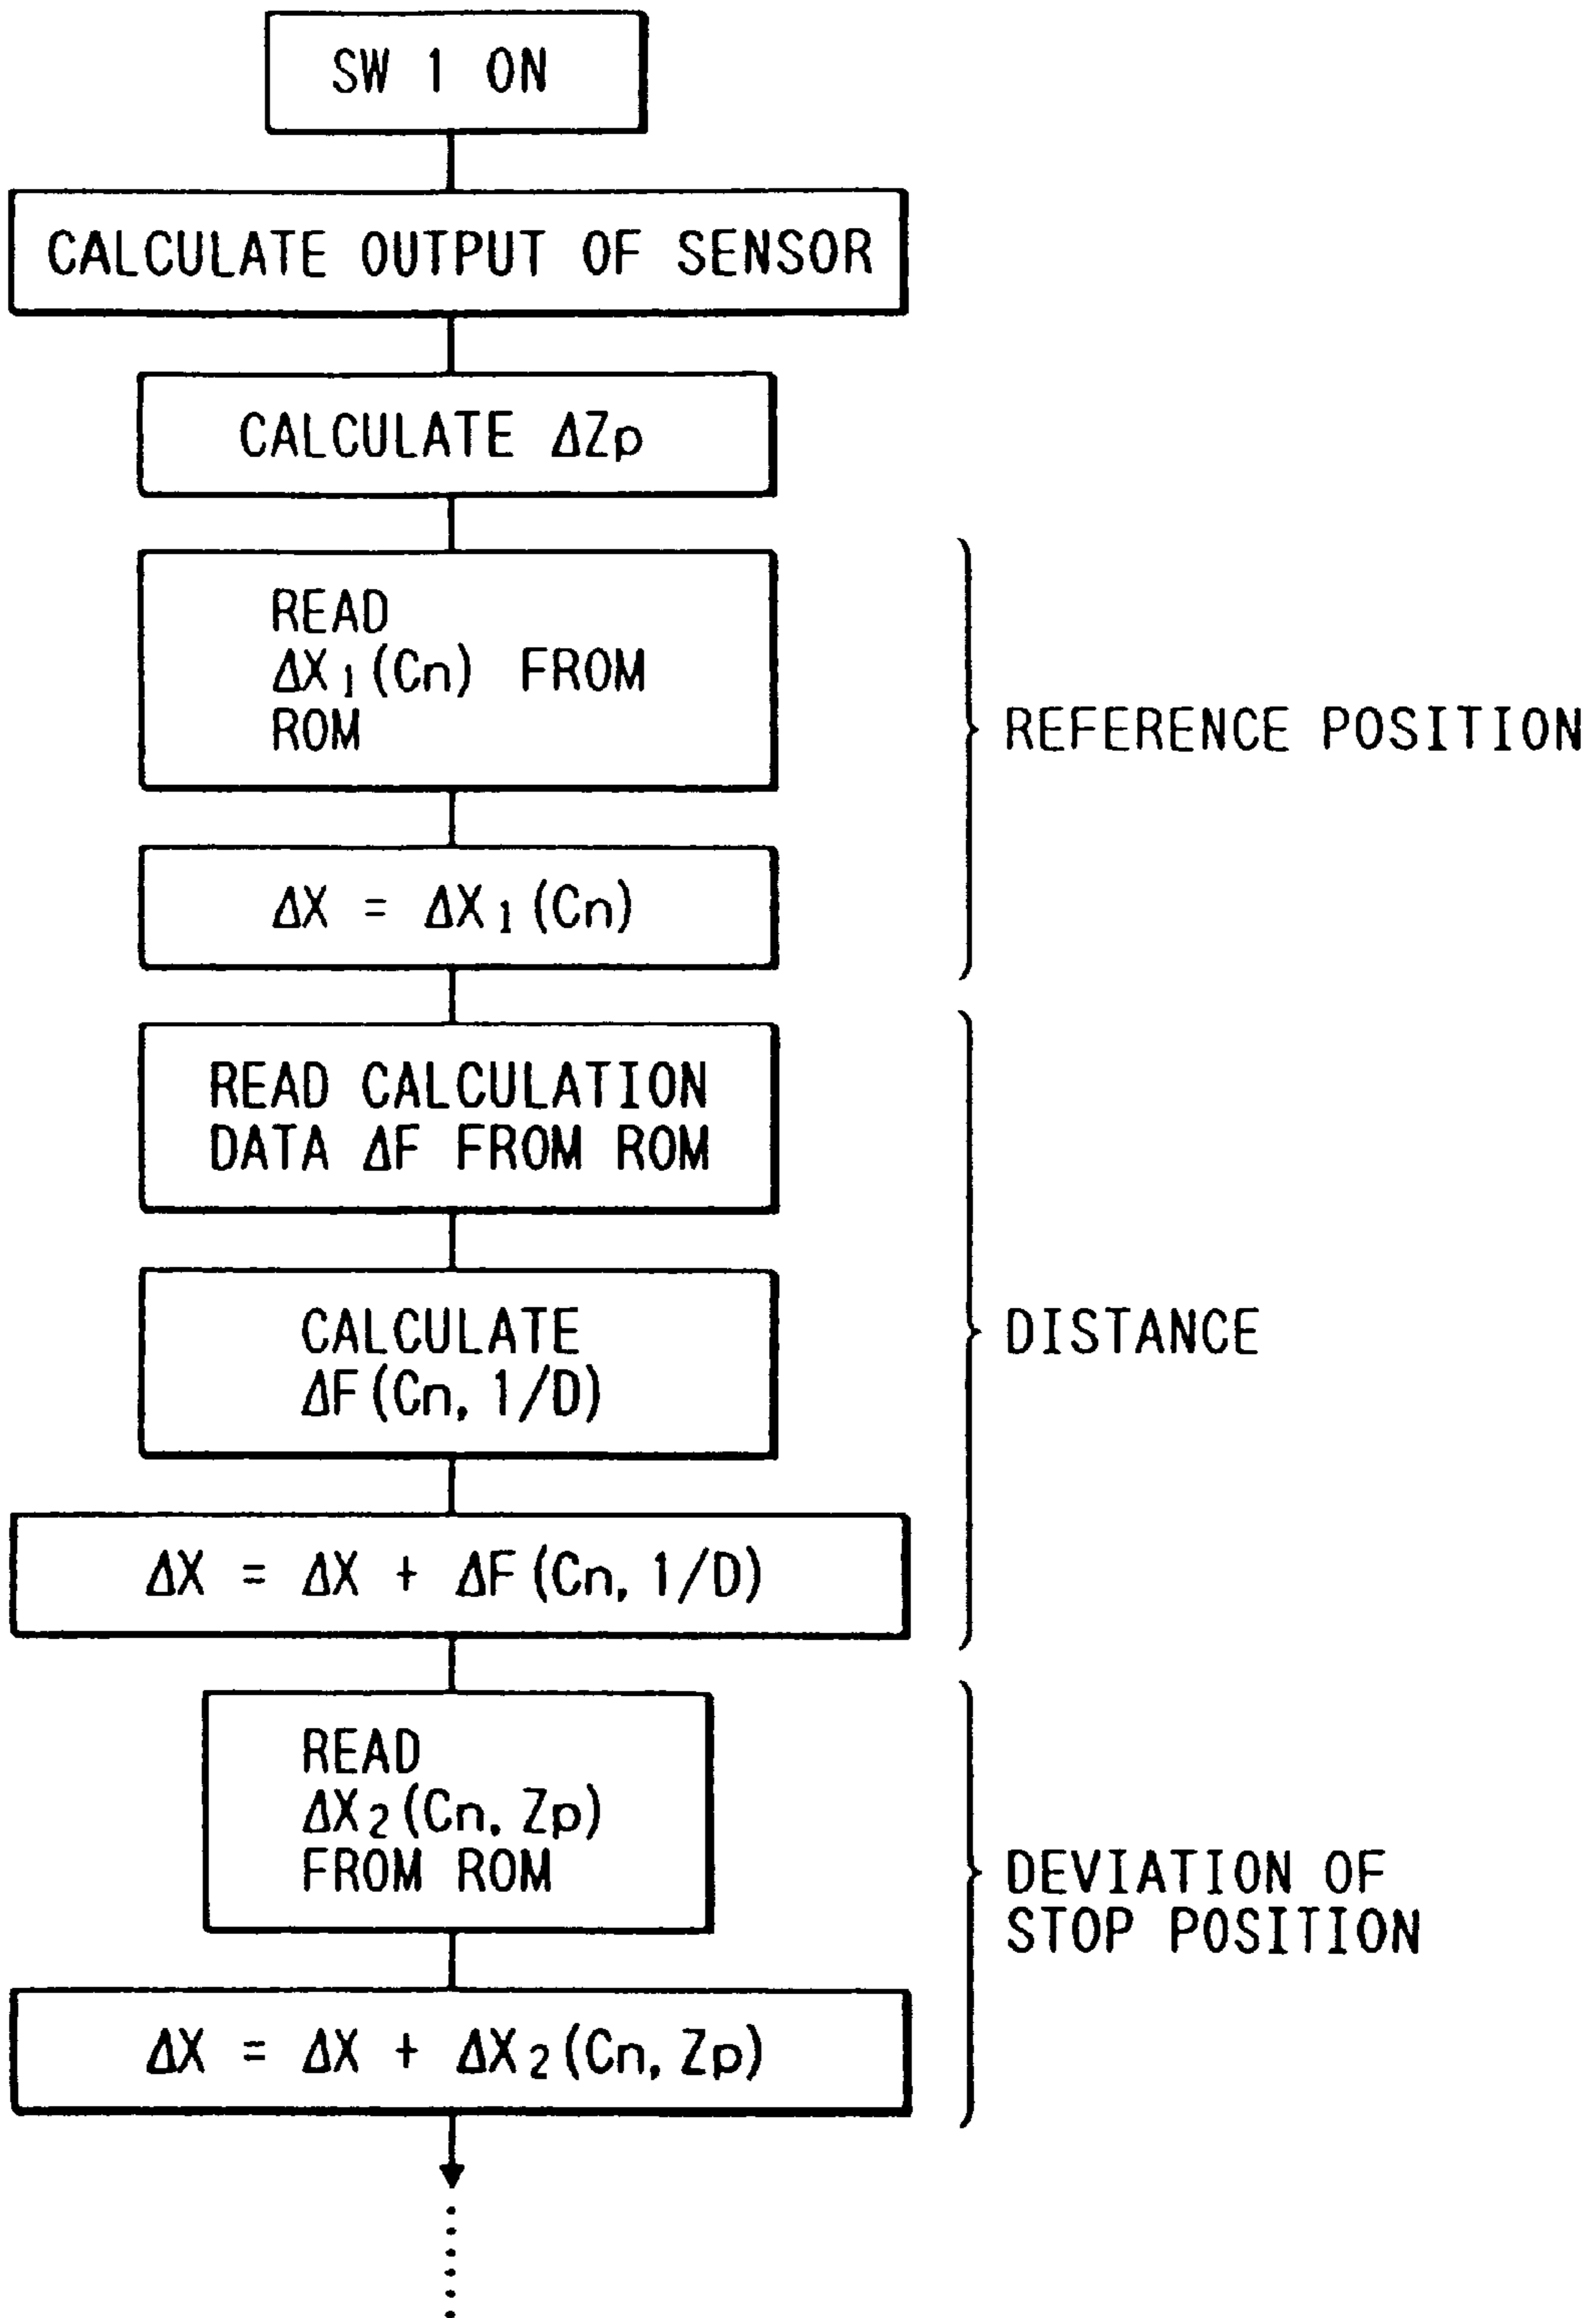 SW 1 ON
CALCULATE OUTPUT OF SENSOR
CALCULATE ΔZp
READ
ΔX₁(Cn) FROM
ROM
ΔX = ΔX₁(Cn)
REFERENCE POSITION
READ CALCULATION
DATA ΔF FROM ROM
CALCULATE
ΔF(Cn, 1/D)
ΔX = ΔX + ΔF(Cn, 1/D)
DISTANCE
READ
ΔX₂(Cn, Zp)
FROM ROM
ΔX = ΔX + ΔX₂(Cn, Zp)
DEVIATION OF
STOP POSITION